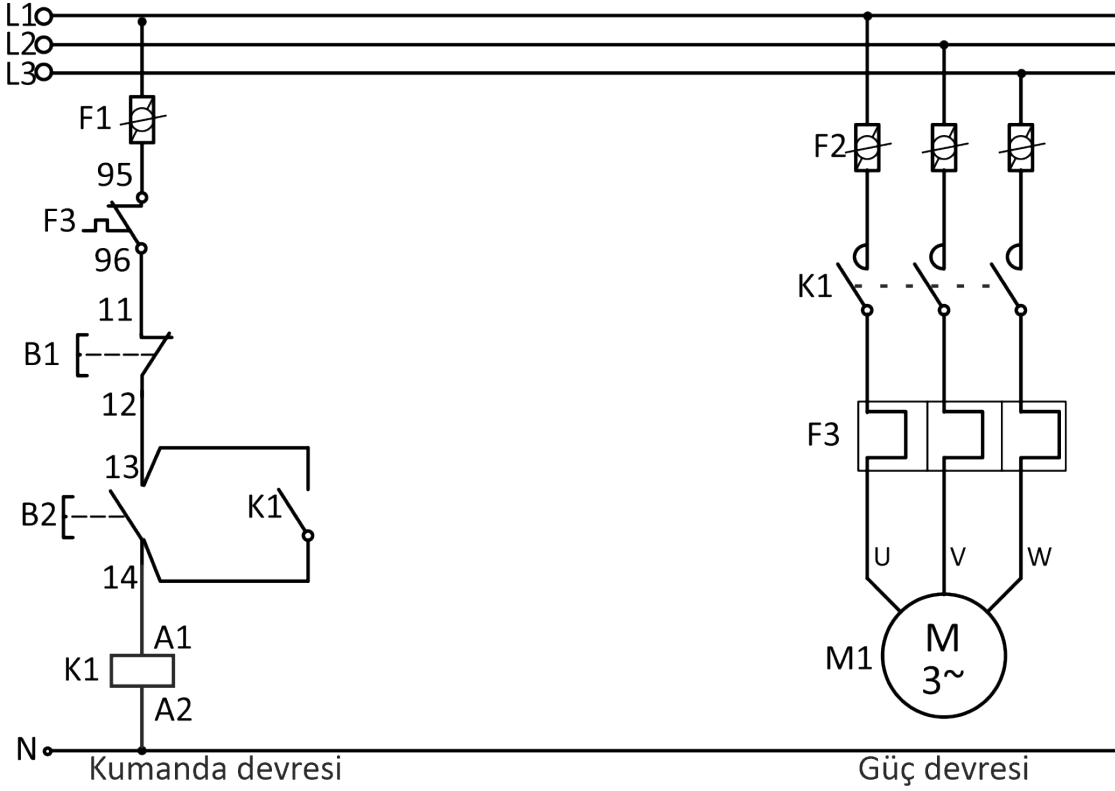 L1
L2
L3
F1
95
F3
96
11
B1
12
13
B2
K1
14
A1
K1
A2
N
Kumanda devresi
F2
K1
F3
U V W
M1
M
3~
Güç devresi